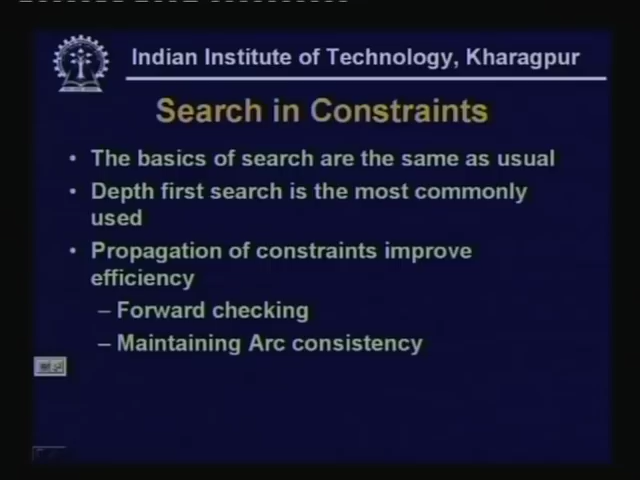 Indian Institute of Technology, Kharagpur
Search in Constraints
• The basics of search are the same as usual
• Depth first search is the most commonly
used
• Propagation of constraints improve
efficiency
– Forward checking
– Maintaining Arc consistency